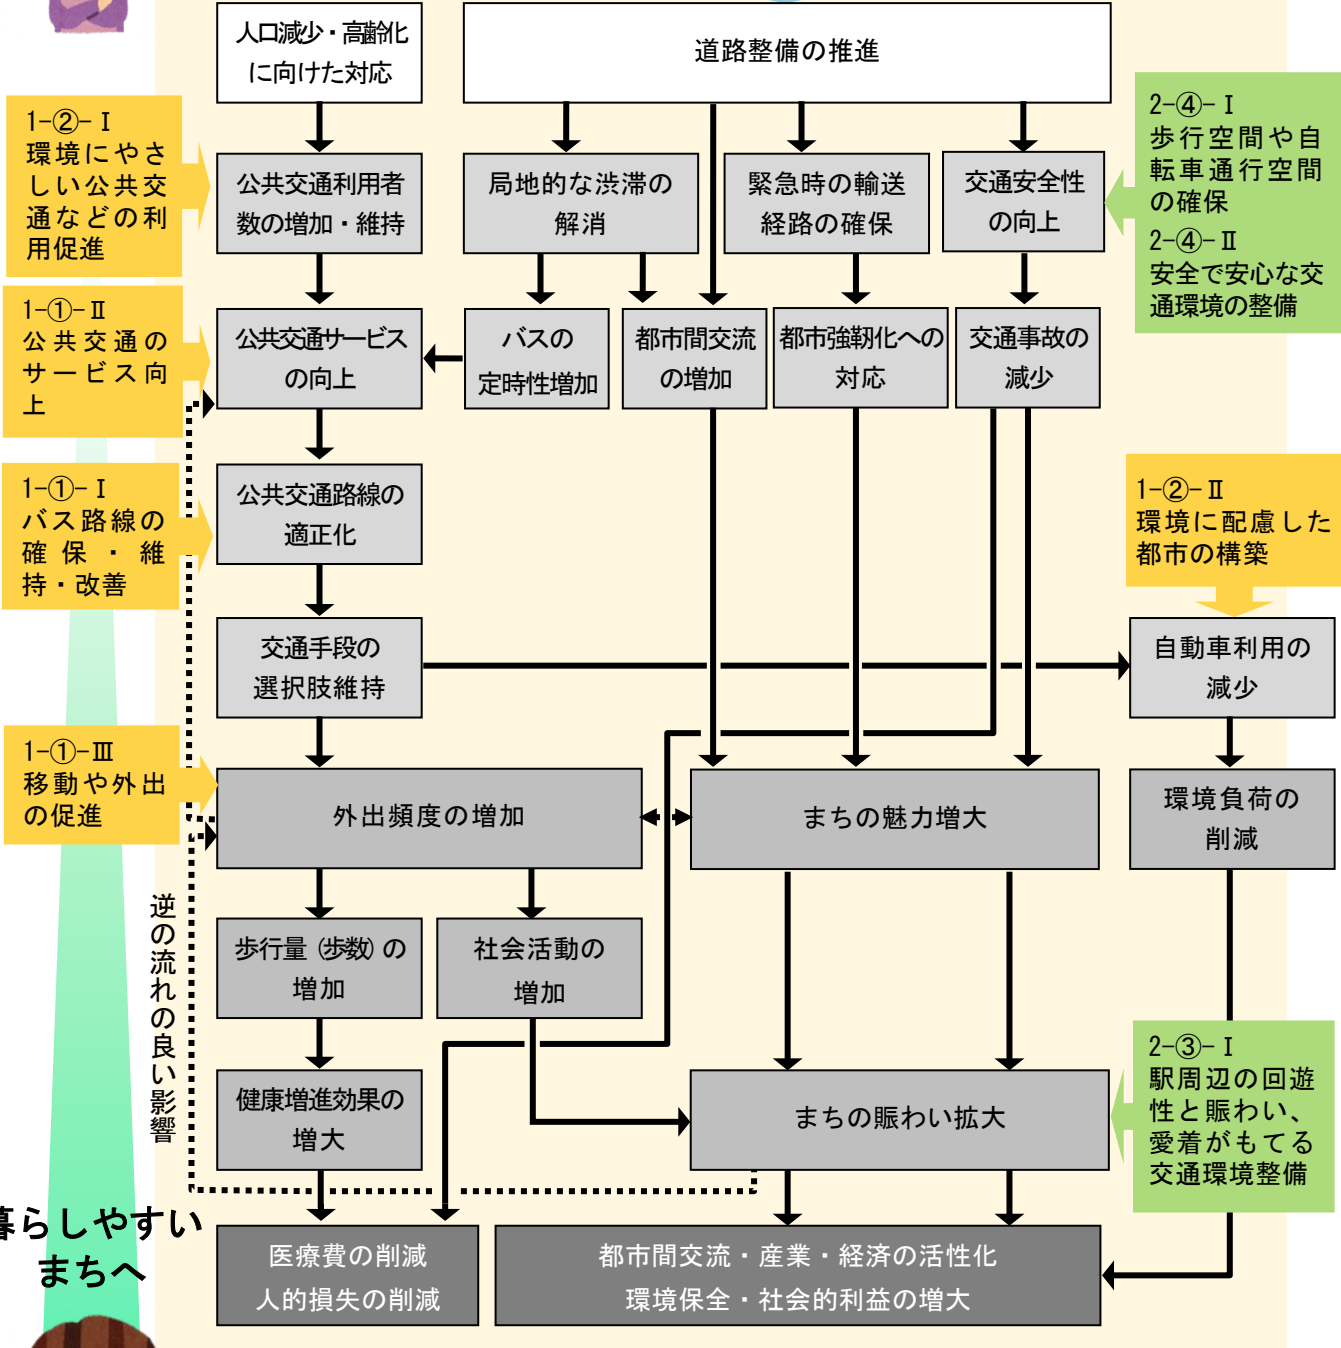 人口減少・高齢化
に向けた対応
道路整備の推進
1-②-Ⅰ
環境にやさ
しい公共交
通などの利
用促進
公共交通利用者
数の増加・維持
局地的な渋滞の
解消
緊急時の輸送
経路の確保
交通安全性
の向上
2-④-Ⅰ
歩行空間や自
転車通行空間
の確保
2-④-Ⅱ
安全で安心な交
通環境の整備
1-①-Ⅱ
公共交通の
サービス向
上
公共交通サービス
の向上
バスの
定時性増加
都市間交流
の増加
都市強靭化への
対応
交通事故の
減少
1-①-Ⅰ
バス路線の
確保・維
持・改善
公共交通路線の
適正化
1-②-Ⅱ
環境に配慮した
都市の構築
交通手段の
選択肢維持
自動車利用の
減少
1-①-Ⅲ
移動や外出
の促進
外出頻度の増加
まちの魅力増大
環境負荷の
削減
逆の流れの良い影響
歩行量(歩数)の
増加
社会活動の
増加
健康増進効果の
増大
まちの賑わい拡大
2-③-Ⅰ
駅周辺の回遊
性と賑わい、
愛着がもてる
交通環境整備
暮らしやすい
まちへ
医療費の削減
人的損失の削減
都市間交流・産業・経済の活性化
環境保全・社会的利益の増大